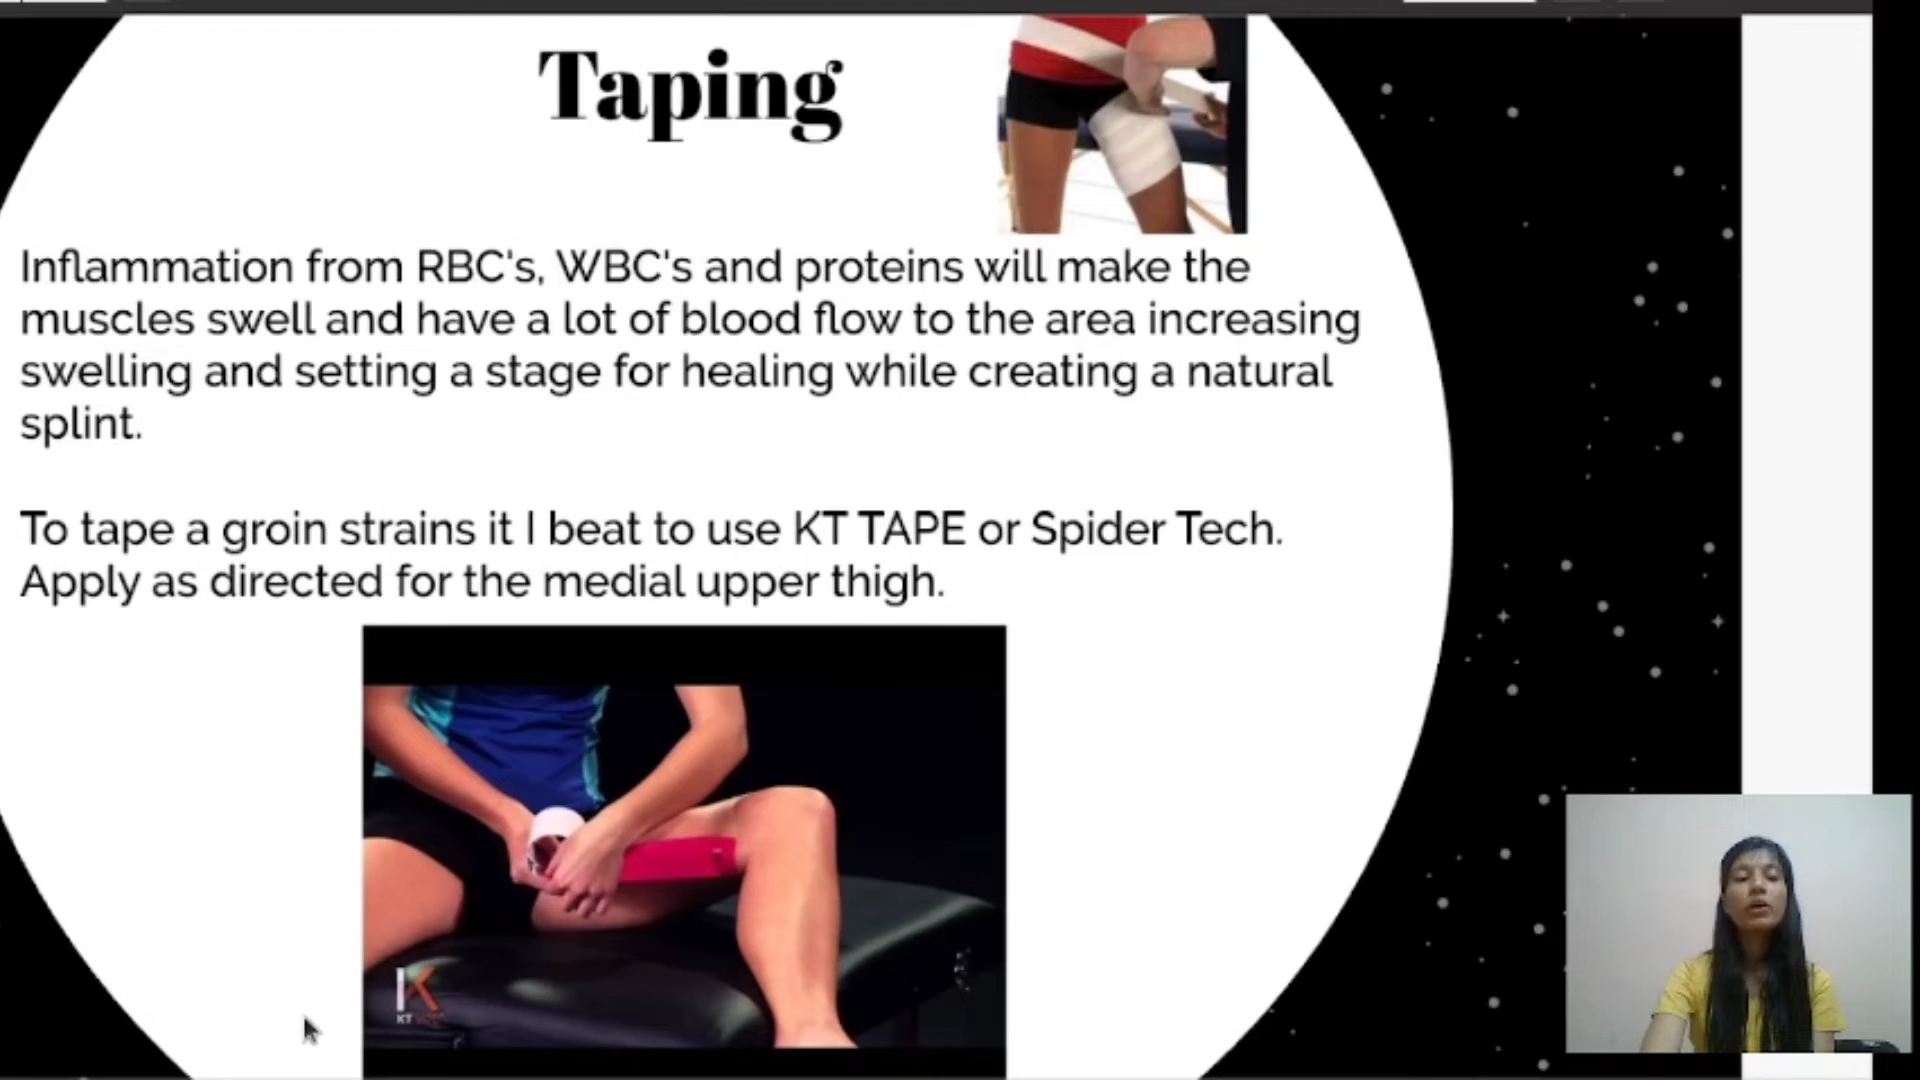 Taping
Inflammation from RBC's, WBC's and proteins will make the
muscles swell and have a lot of blood flow to the area increasing
swelling and setting a stage for healing while creating a natural
splint.
To tape a groin strains it I beat to use KT TAPE or Spider Tech.
Apply as directed for the medial upper thigh.
K
KT